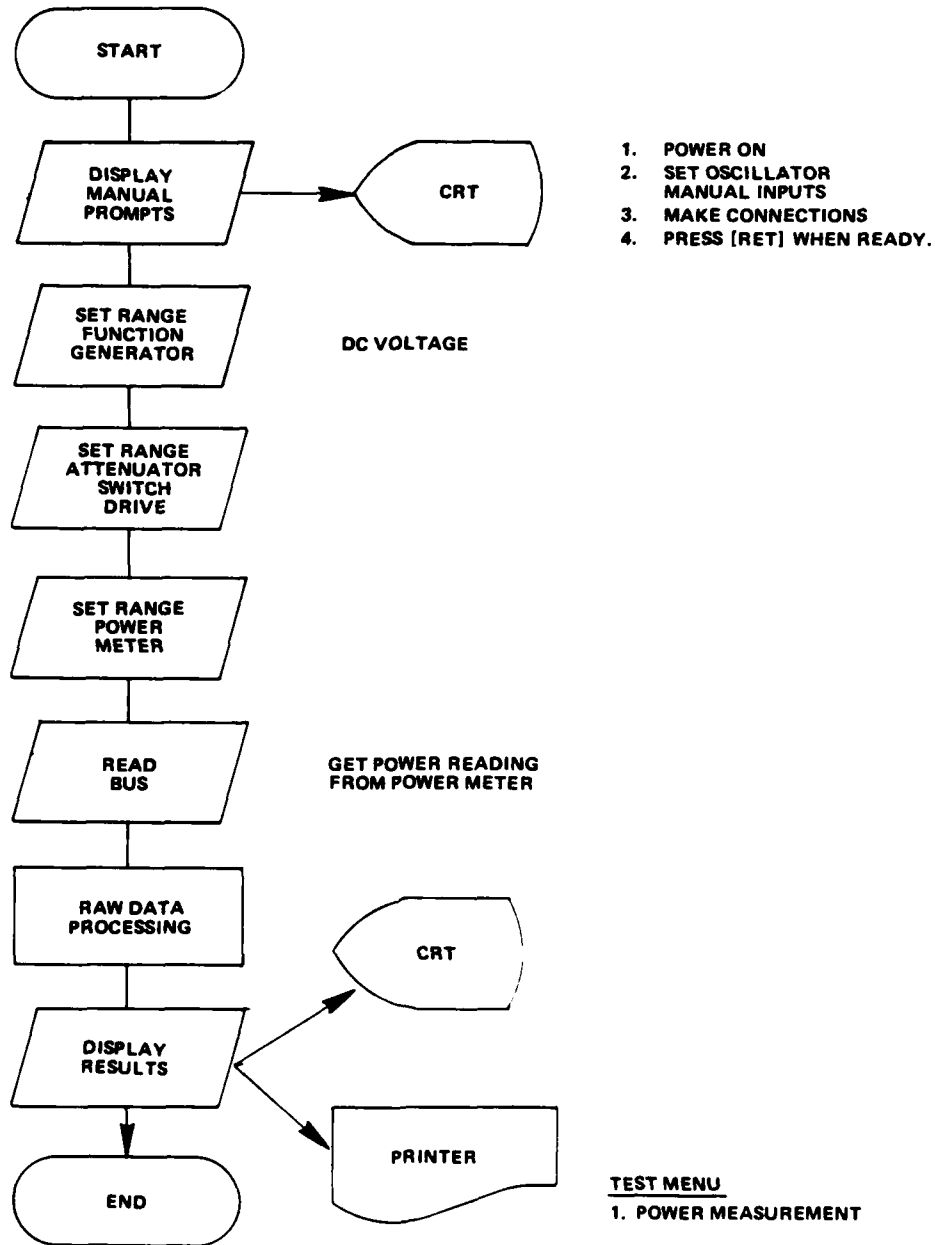 START
DISPLAY
MANUAL
PROMPTS
CRT
1. POWER ON
2. SET OSCILLATOR
MANUAL INPUTS
3. MAKE CONNECTIONS
4. PRESS [RET] WHEN READY.
SET RANGE
FUNCTION
GENERATOR
DC VOLTAGE
SET RANGE
ATTENUATOR
SWITCH
DRIVE
SET RANGE
POWER
METER
READ
BUS
GET POWER READING
FROM POWER METER
RAW DATA
PROCESSING
CRT
DISPLAY
RESULTS
PRINTER
END
TEST MENU
1. POWER MEASUREMENT